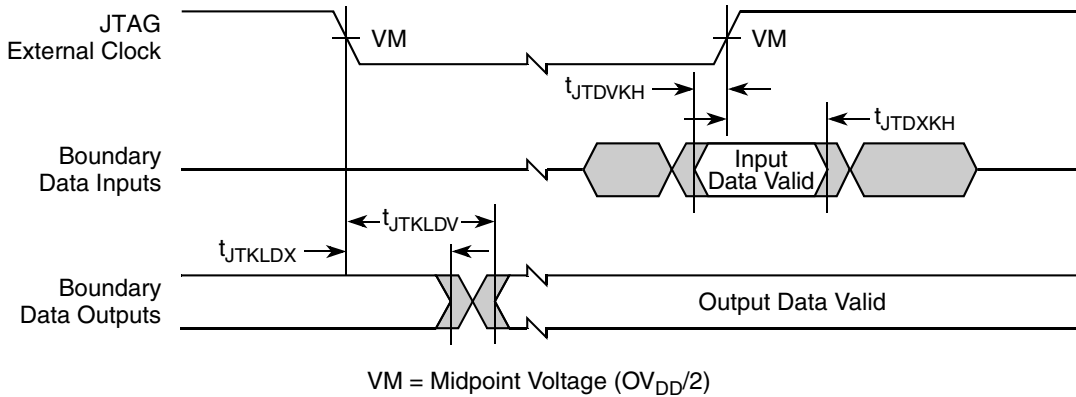 JTAG
External Clock
VM
VM
tJTDVKH
tJTDXKH
Boundary
Data Inputs
Input
Data Valid
tJTKLDV
tJTKLDX
Boundary
Data Outputs
Output Data Valid
VM = Midpoint Voltage (OVDD/2)